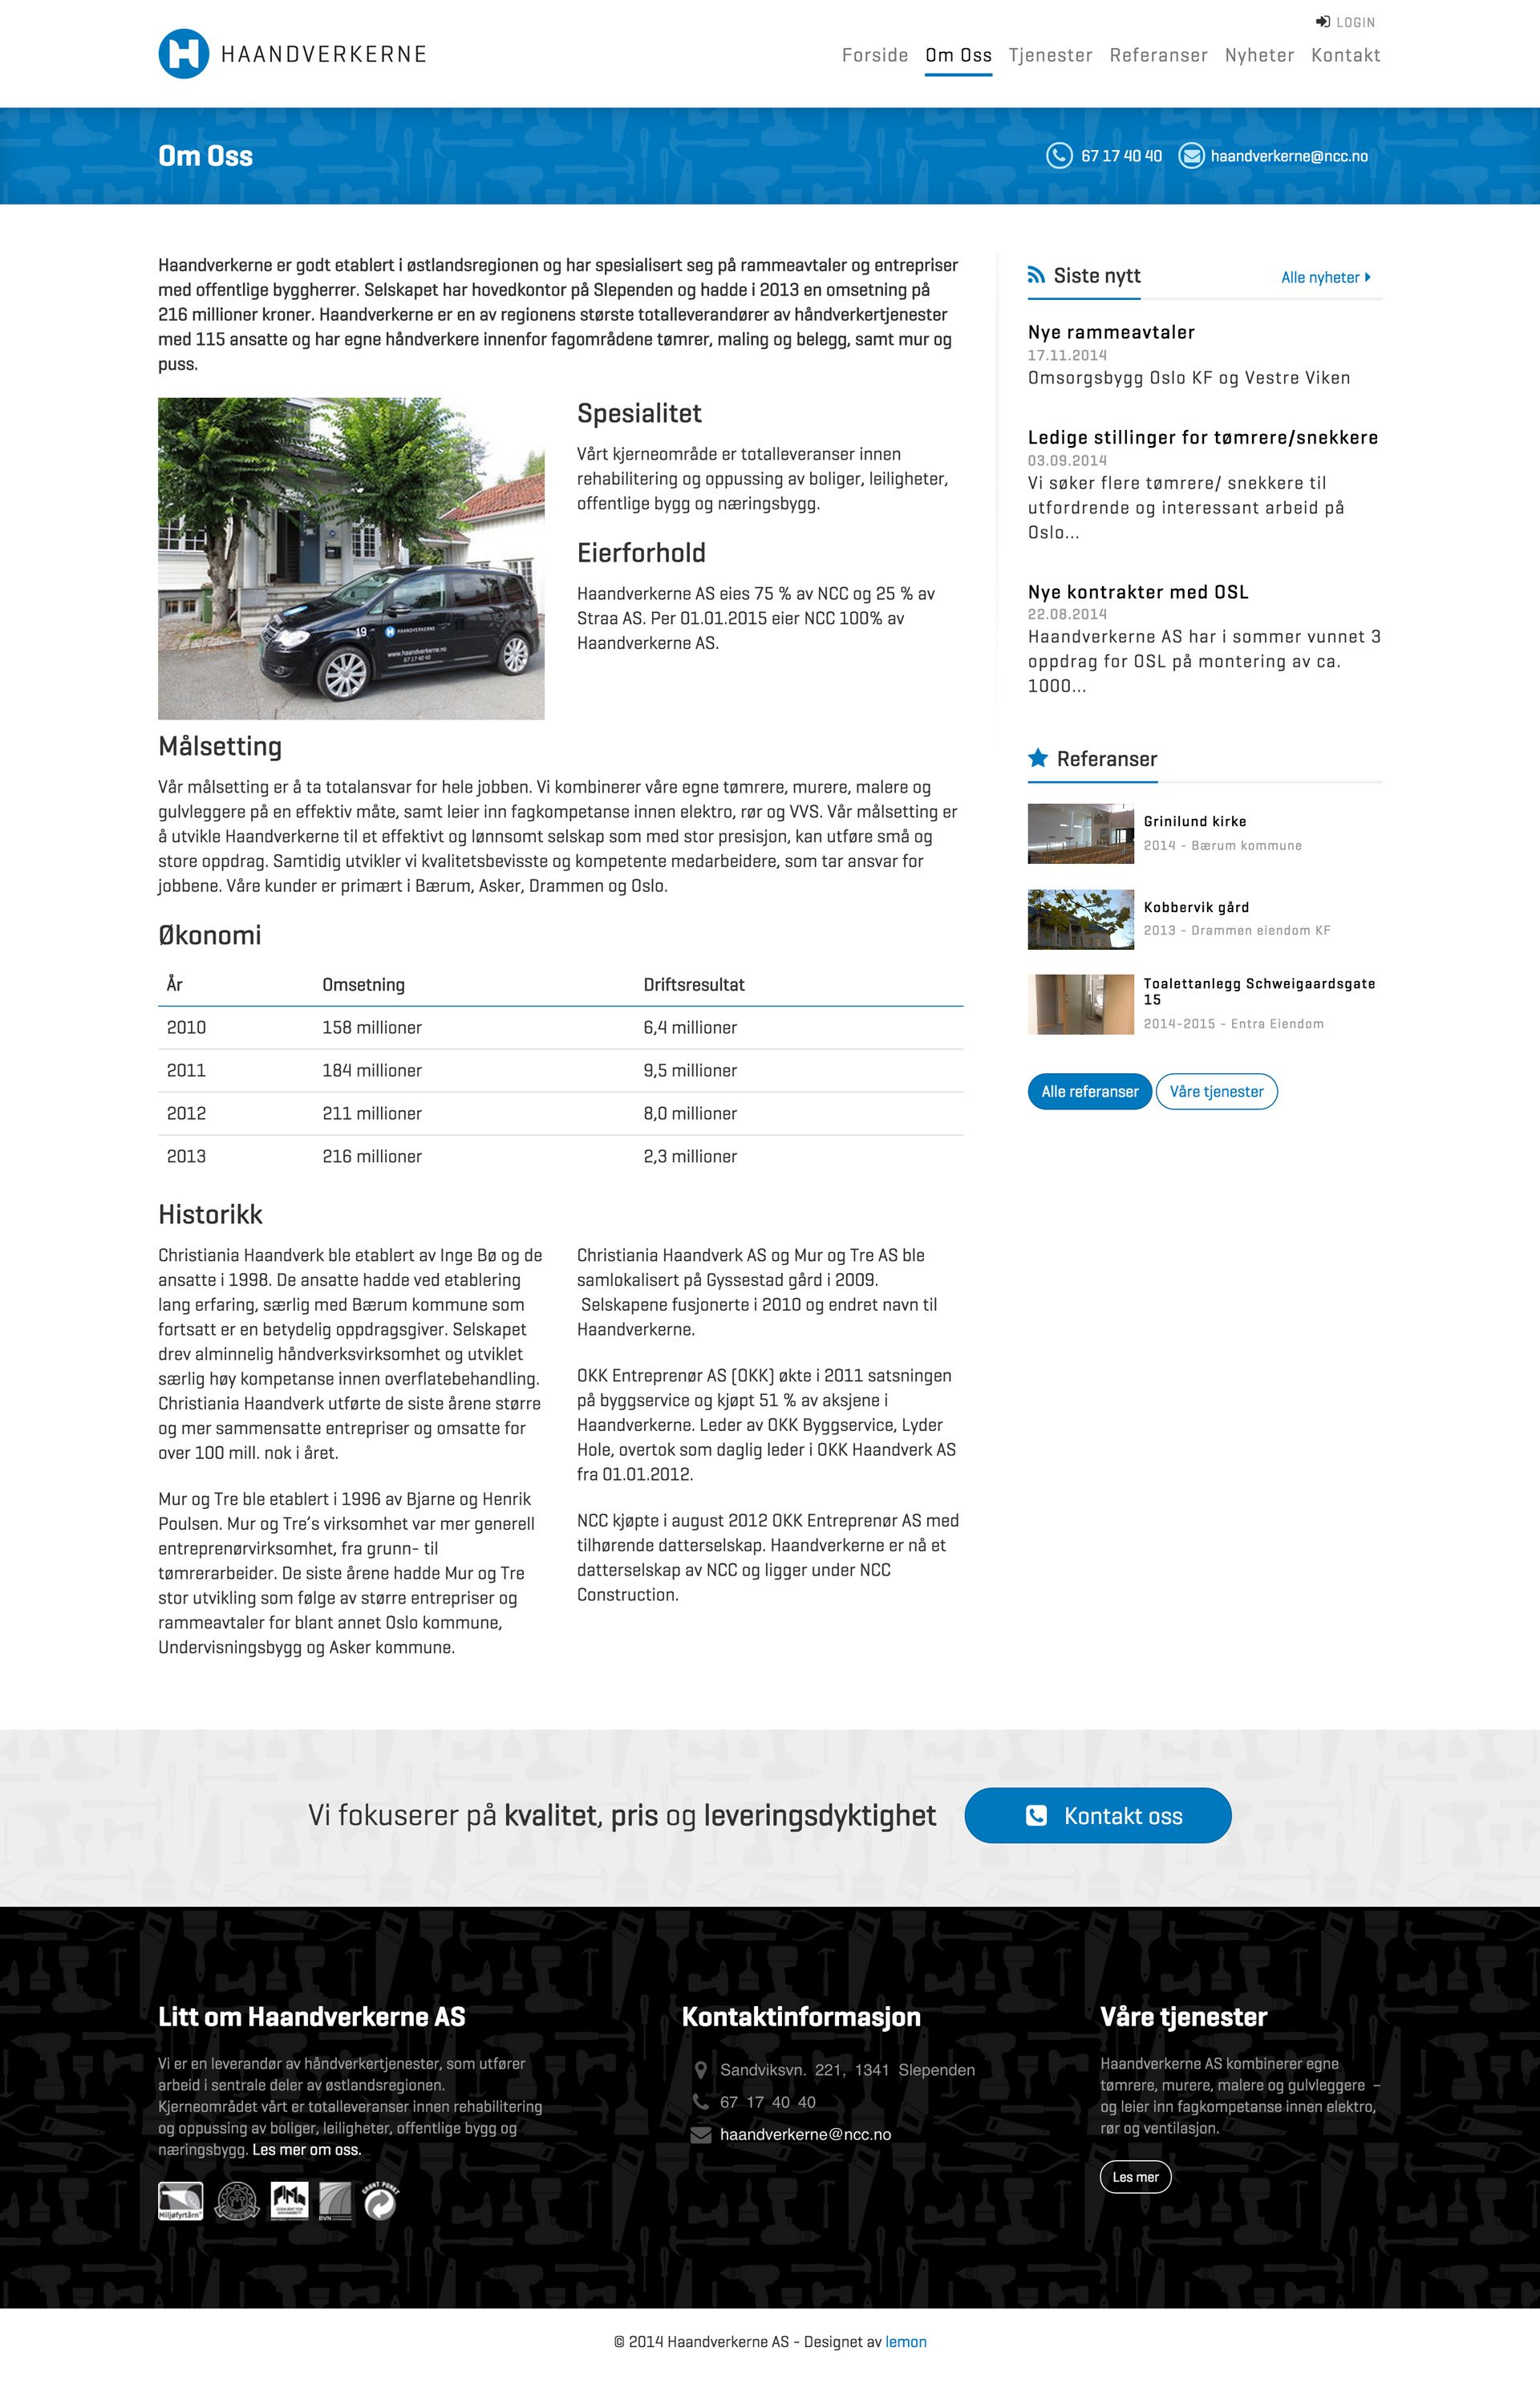 LOGIN
HAANDVERKERNE
Forside Om Oss Tjenester Referanser Nyheter Kontakt
Om Oss
67 17 40 40 haandverkerne@ncc.no
Haandverkerne er godt etablert i østlandsregionen og har spesialisert seg på rammeavtaler og entrepriser
med offentlige byggherrer. Selskapet har hovedkontor på Slependen og hadde i 2013 en omsetning på
216 millioner kroner. Haandverkerne er en av regionens største totalleverandører av håndverkertjenester
med 115 ansatte og har egne håndverkere innenfor fagområdene tømrer, maling og belegg, samt mur og
puss.
19 HAANDVERKERNE
www.haandverkerne.no
67 17 40 40
Spesialitet
Vårt kjerneområde er totalleveranser innen
rehabilitering og oppussing av boliger, leiligheter,
offentlige bygg og næringsbygg.
Eierforhold
Haandverkerne AS eies 75 % av NCC og 25 % av
Straa AS. Per 01.01.2015 eier NCC 100% av
Haandverkerne AS.
Målsetting
Vår målsetting er å ta totalansvar for hele jobben. Vi kombinerer våre egne tømrere, murere, malere og
gulvleggere på en effektiv måte, samt leier inn fagkompetanse innen elektro, rør og VVS. Vår målsetting er
å utvikle Haandverkerne til et effektivt og lønnsomt selskap som med stor presisjon, kan utføre små og
store oppdrag. Samtidig utvikler vi kvalitetsbevisste og kompetente medarbeidere, som tar ansvar for
jobbene. Våre kunder er primært i Bærum, Asker, Drammen og Oslo.
Økonomi
År Omsetning Driftsresultat
2010 158 millioner 6,4 millioner
2011 184 millioner 9,5 millioner
2012 211 millioner 8,0 millioner
2013 216 millioner 2,3 millioner
Historikk
Christiania Haandverk ble etablert av Inge Bø og de
ansatte i 1998. De ansatte hadde ved etablering
lang erfaring, særlig med Bærum kommune som
fortsatt er en betydelig oppdragsgiver. Selskapet
drev alminnelig håndverksvirksomhet og utviklet
særlig høy kompetanse innen overflatebehandling.
Christiania Haandverk utførte de siste årene større
og mer sammensatte entrepriser og omsatte for
over 100 mill. nok i året.
Mur og Tre ble etablert i 1996 av Bjarne og Henrik
Poulsen. Mur og Tre's virksomhet var mer generell
entreprenørvirksomhet, fra grunn- til
tømrerarbeider. De siste årene hadde Mur og Tre
stor utvikling som følge av større entrepriser og
rammeavtaler for blant annet Oslo kommune,
Undervisningsbygg og Asker kommune.
Christiania Haandverk AS og Mur og Tre AS ble
samlokalisert på Gyssestad gård i 2009.
Selskapene fusjonerte i 2010 og endret navn til
Haandverkerne.
OKK Entreprenør AS (OKK) økte i 2011 satsningen
på byggservice og kjøpt 51 % av aksjene i
Haandverkerne. Leder av OKK Byggservice, Lyder
Hole, overtok som daglig leder i OKK Haandverk AS
fra 01.01.2012.
NCC kjøpte i august 2012 OKK Entreprenør AS med
tilhørende datterselskap. Haandverkerne er nå et
datterselskap av NCC og ligger under NCC
Construction.
Siste nytt Alle nyheter
Nye rammeavtaler
17.11.2014
Omsorgsbygg Oslo KF og Vestre Viken
Ledige stillinger for tømrere/snekkere
03.09.2014
Vi søker flere tømrere/ snekkere til
utfordrende og interessant arbeid på
Oslo...
Nye kontrakter med OSL
22.08.2014
Haandverkerne AS har i sommer vunnet 3
oppdrag for OSL på montering av ca.
1000...
Referanser
Grinilund kirke
2014 - Bærum kommune
Kobbervik gård
2013 - Drammen eiendom KF
Toalettanlegg Schweigaardsgate
15
2014-2015 - Entra Eiendom
Alle referanser Våre tjenester
Vi fokuserer på kvalitet, pris og leveringsdyktighet
Kontakt oss
Litt om Haandverkerne AS
Vi er en leverandør av håndverkertjenester, som utfører
arbeid i sentrale deler av østlandsregionen.
Kjerneområdet vårt er totalleveranser innen rehabilitering
og oppussing av boliger, leiligheter, offentlige bygg og
næringsbygg. Les mer om oss.
Miljøfyrtårn
BVN
GRØNT PUNKT
Kontaktinformasjon
Sandviksvn. 221, 1341 Slependen
67 17 40 40
haandverkerne@ncc.no
Våre tjenester
Haandverkerne AS kombinerer egne
tømrere, murere, malere og gulvleggere –
og leier inn fagkompetanse innen elektro,
rør og ventilasjon.
Les mer
© 2014 Haandverkerne AS - Designet av lemon